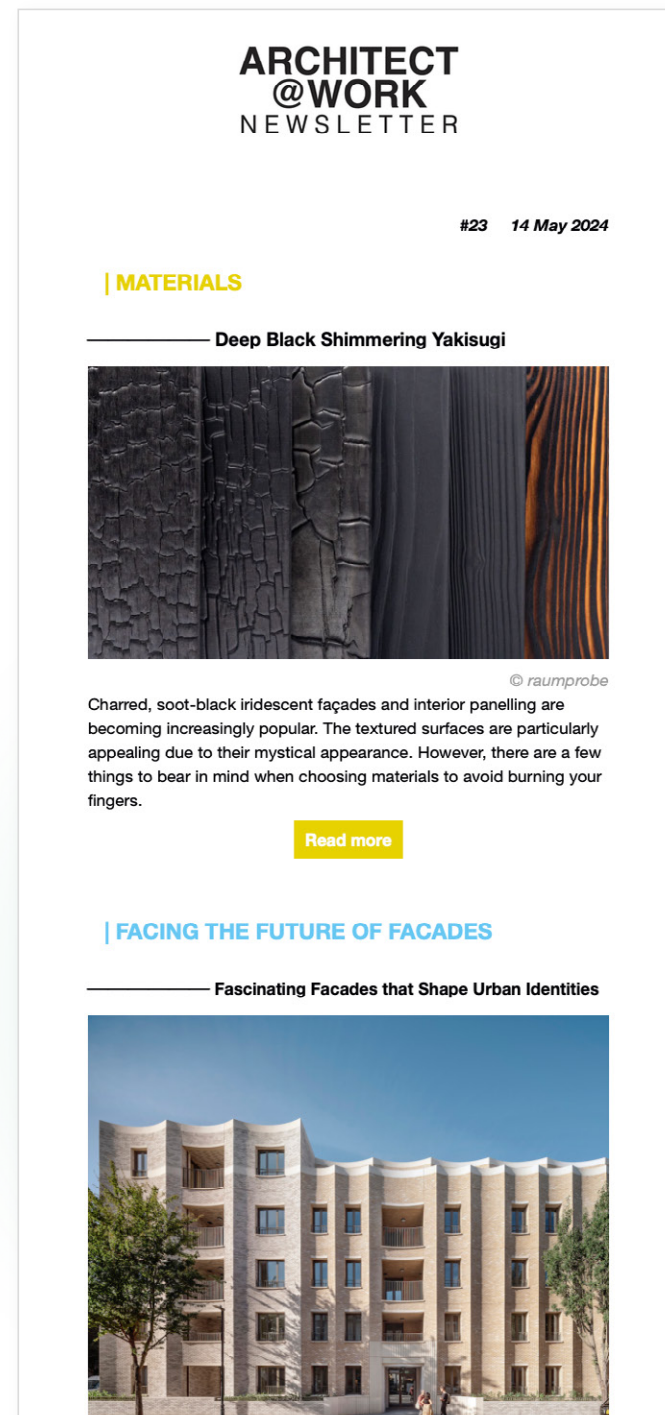 ARCHITECT
@WORK
NEWSLETTER
#23 14 May 2024
| MATERIALS
Deep Black Shimmering Yakisugi
© raumprobe
Charred, soot-black iridescent façades and interior panelling are
becoming increasingly popular. The textured surfaces are particularly
appealing due to their mystical appearance. However, there are a few
things to bear in mind when choosing materials to avoid burning your
fingers.
Read more
| FACING THE FUTURE OF FACADES
Fascinating Facades that Shape Urban Identities